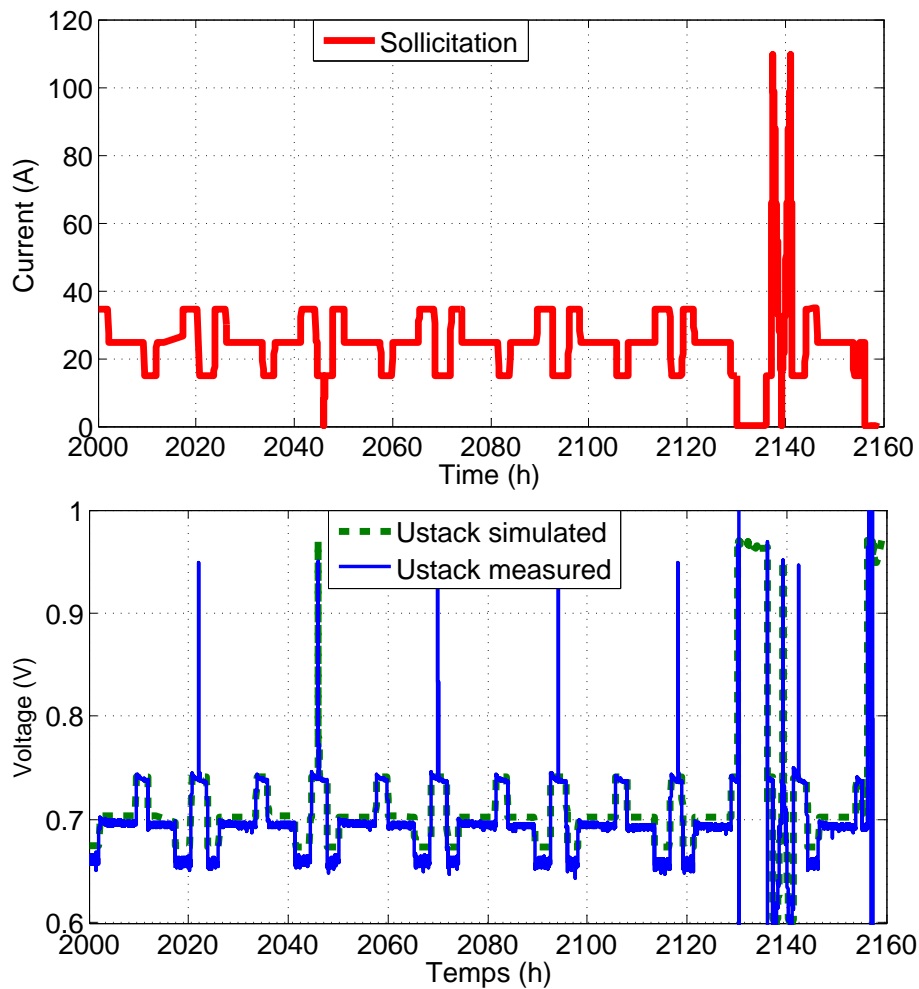 120
100
80
60
40
20
0
Current (A)
Sollicitation
2000 2020 2040 2060 2080 2100 2120 2140 2160
Time (h)
1
0.9
0.8
0.7
0.6
Voltage (V)
Ustack simulated
Ustack measured
2000 2020 2040 2060 2080 2100 2120 2140 2160
Temps (h)